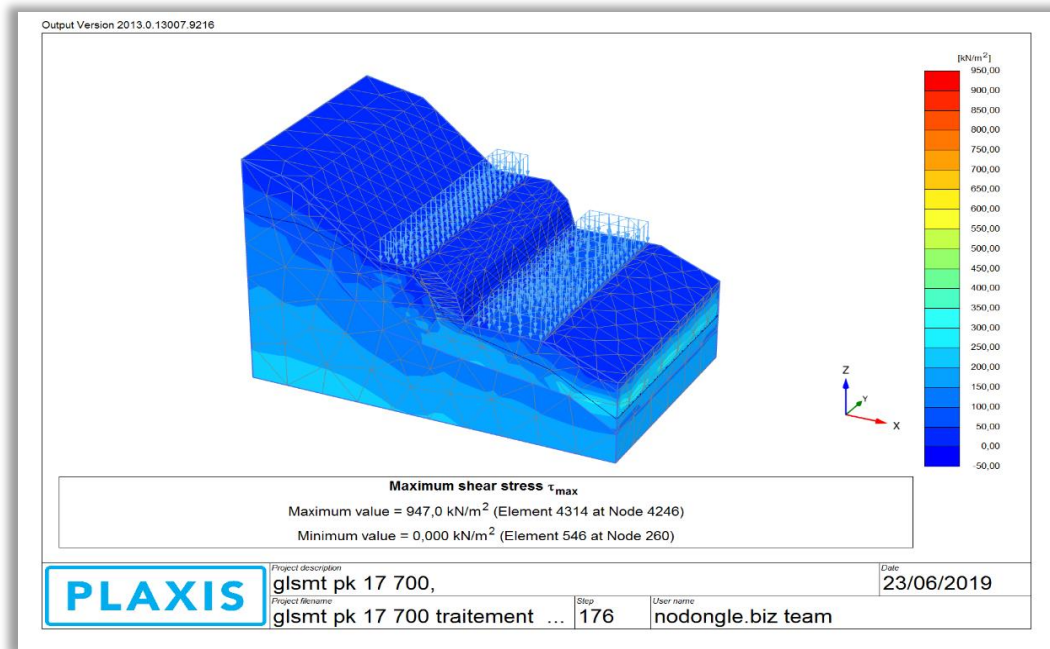 Output Version 2013.0.13007.9216
[kN/m²]
950,00
900,00
850,00
800,00
750,00
700,00
650,00
600,00
550,00
500,00
450,00
400,00
350,00
300,00
250,00
200,00
150,00
100,00
50,00
0,00
-50,00
Z
Y
X
Maximum shear stress τmax
Maximum value = 947,0 kN/m² (Element 4314 at Node 4246)
Minimum value = 0,000 kN/m² (Element 546 at Node 260)
PLAXIS
Project description
glsmt pk 17 700,
Date
23/06/2019
Project filename
glsmt pk 17 700 traitement ...
Step
176
User name
nodongle.biz team